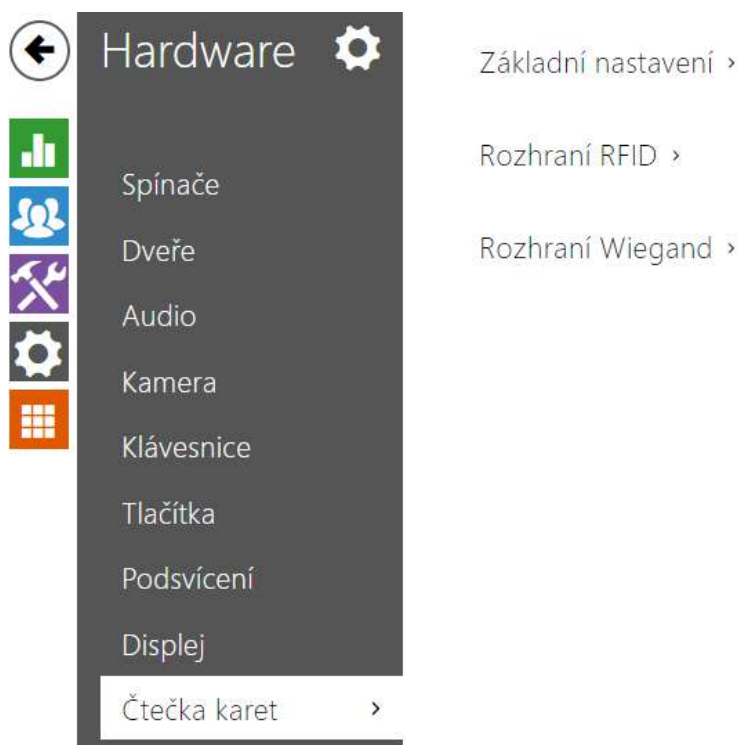 Hardware
Spínače
Dveře
Audio
Kamera
Klávesnice
Tlačítka
Podsvícení
Displej
Čtečka karet ›
Základní nastavení ›
Rozhraní RFID ›
Rozhraní Wiegand ›